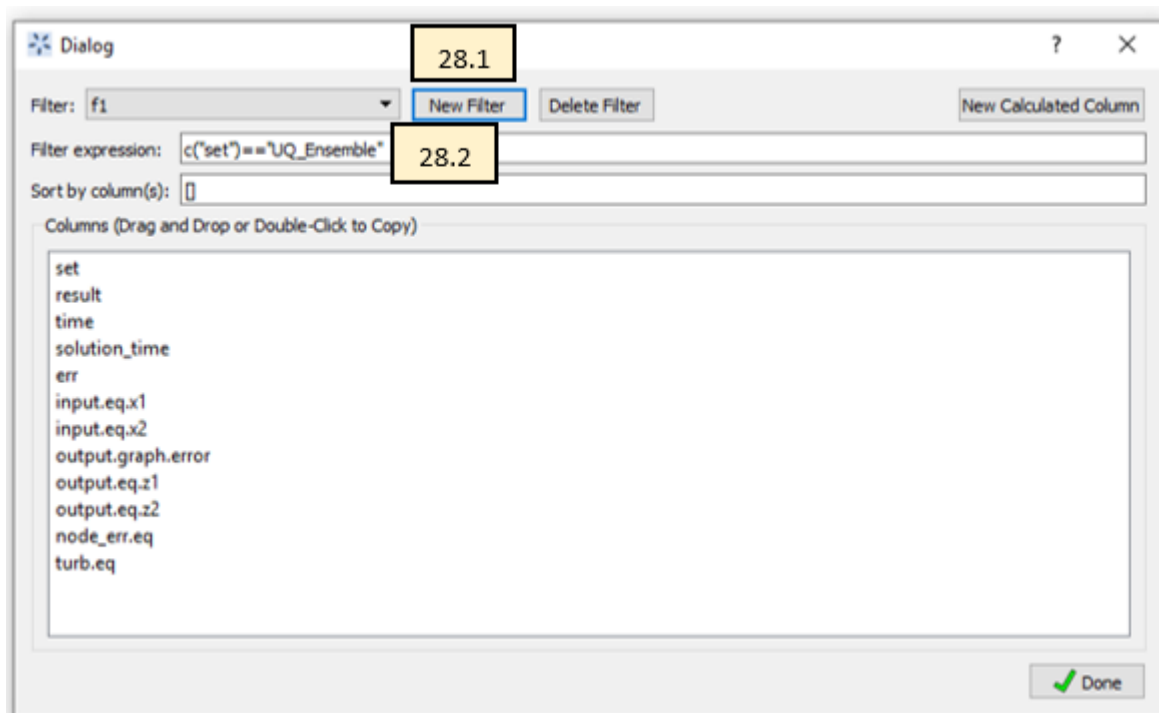 Dialog ?
28.1
Filter: f1 New Filter Delete Filter New Calculated Column
Filter expression: c("set")=="UQ_Ensemble" 28.2
Sort by column(s): []
Columns (Drag and Drop or Double-Click to Copy)
set
result
time
solution_time
err
input.eq.x1
input.eq.x2
output.graph.error
output.eq.z1
output.eq.z2
node_err.eq
turb.eq
Done